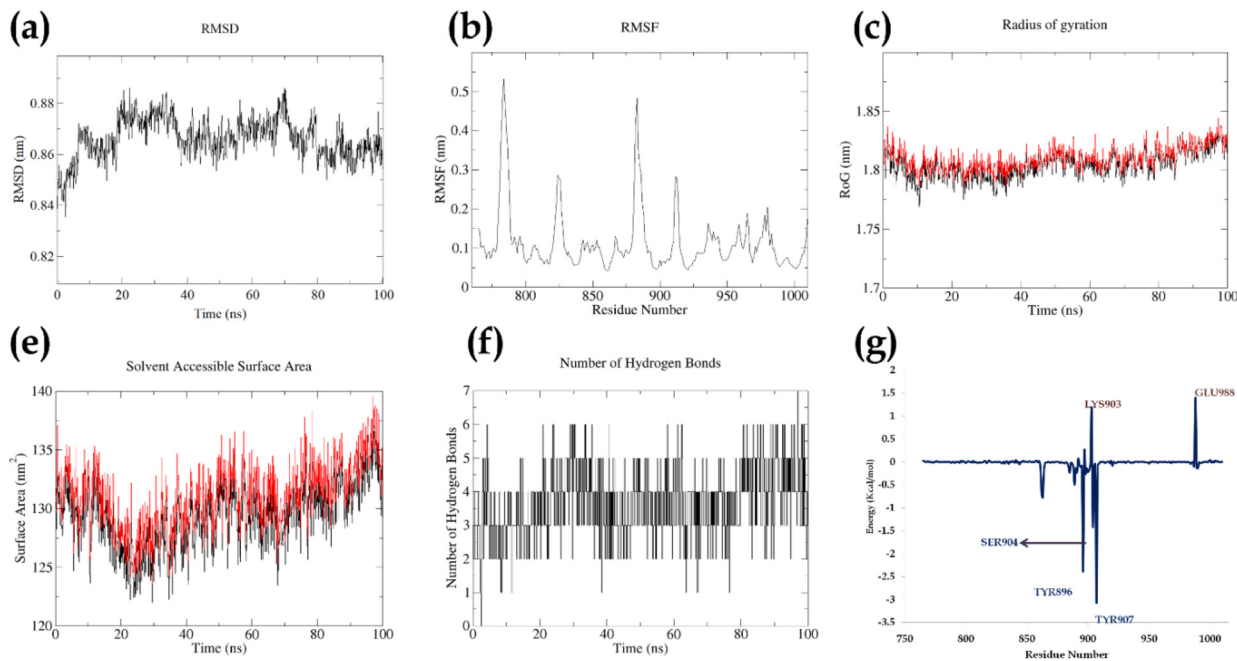 (a)
RMSD
RMSD (nm)
0.88
0.86
0.84
0.82
0 20 40 60 80 100
Time (ns)
(b)
RMSF
RMSF (nm)
0.5
0.4
0.3
0.2
0.1
0
800 850 900 950 1000
Residue Number
(c)
Radius of gyration
RoG (nm)
1.85
1.8
1.75
1.7
0 20 40 60 80 100
Time (ns)
(e)
Solvent Accessible Surface Area
Surface Area (nm²)
140
135
130
125
120
0 20 40 60 80 100
Time (ns)
(f)
Number of Hydrogen Bonds
Number of Hydrogen Bonds
7
6
5
4
3
2
1
0
0 20 40 60 80 100
Time (ns)
(g)
Energy (Kcal/mol)
2
1.5
1
0.5
0
-0.5
-1
-1.5
-2
-2.5
-3
-3.5
LYS903
GLU988
SER904
TYR896
TYR907
750 800 850 900 950 1000
Residue Number